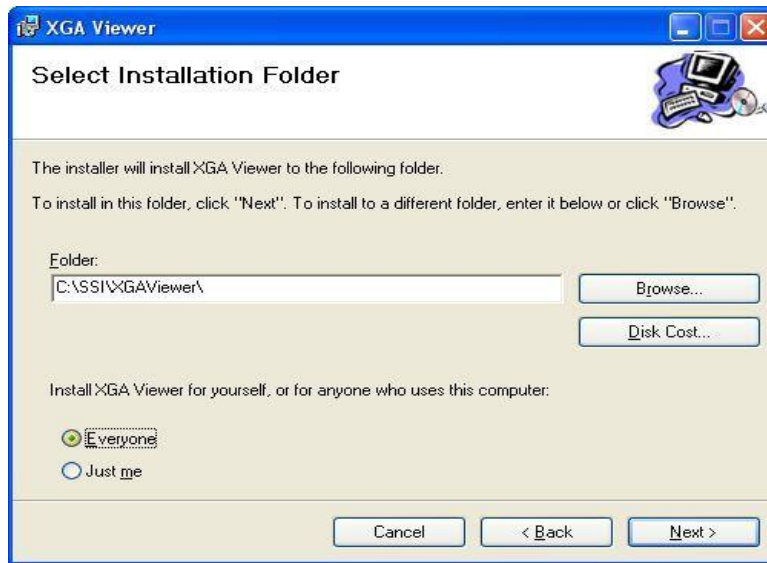 XGA Viewer
Select Installation Folder
The installer will install XGA Viewer to the following folder.
To install in this folder, click "Next". To install to a different folder, enter it below or click "Browse".
Folder:
C:\SSI\XGAViewer\
Browse...
Disk Cost...
Install XGA Viewer for yourself, or for anyone who uses this computer:
Everyone
Just me
Cancel
< Back
Next >